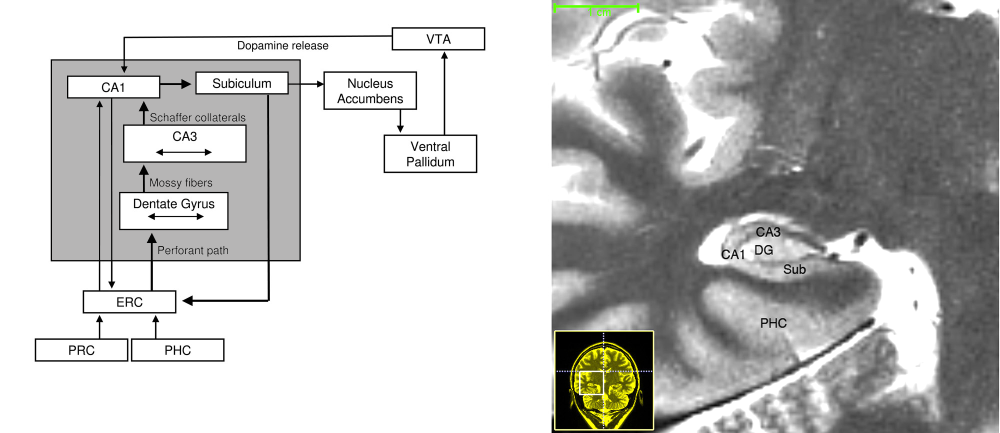 VTA
Dopamine release
CA1
Subiculum
Nucleus
Accumbens
Schaffer collaterals
CA3
Ventral
Pallidum
Mossy fibers
Dentate Gyrus
Perforant path
ERC
PRC
PHC
1 cm
CA3
DG
CA1
Sub
PHC